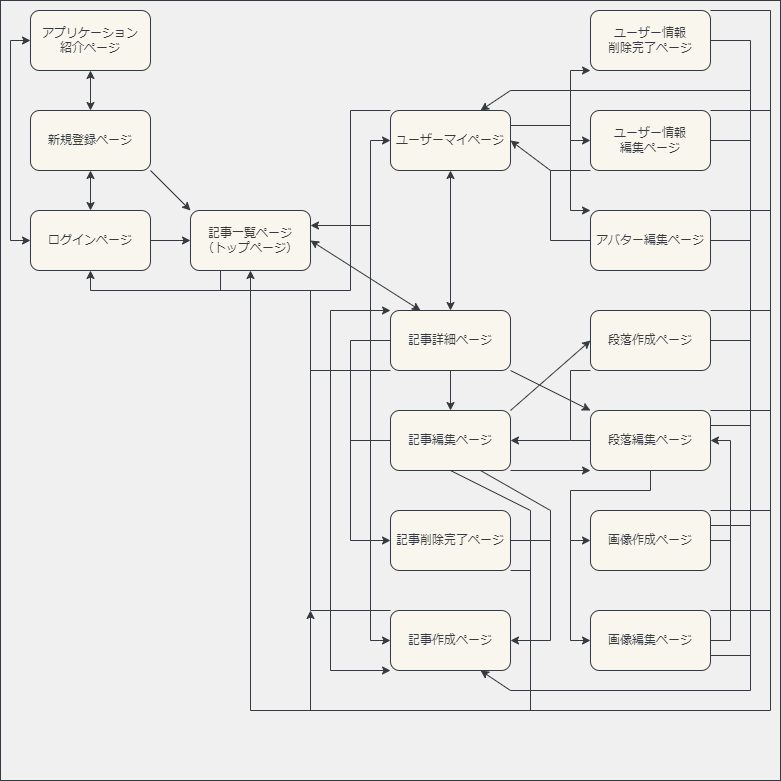 アプリケーション
紹介ページ
新規登録ページ
ログインページ
記事一覧ページ
（トップページ）
ユーザーマイページ
記事詳細ページ
記事編集ページ
記事削除完了ページ
記事作成ページ
ユーザー情報
削除完了ページ
ユーザー情報
編集ページ
アバター編集ページ
段落作成ページ
段落編集ページ
画像作成ページ
画像編集ページ